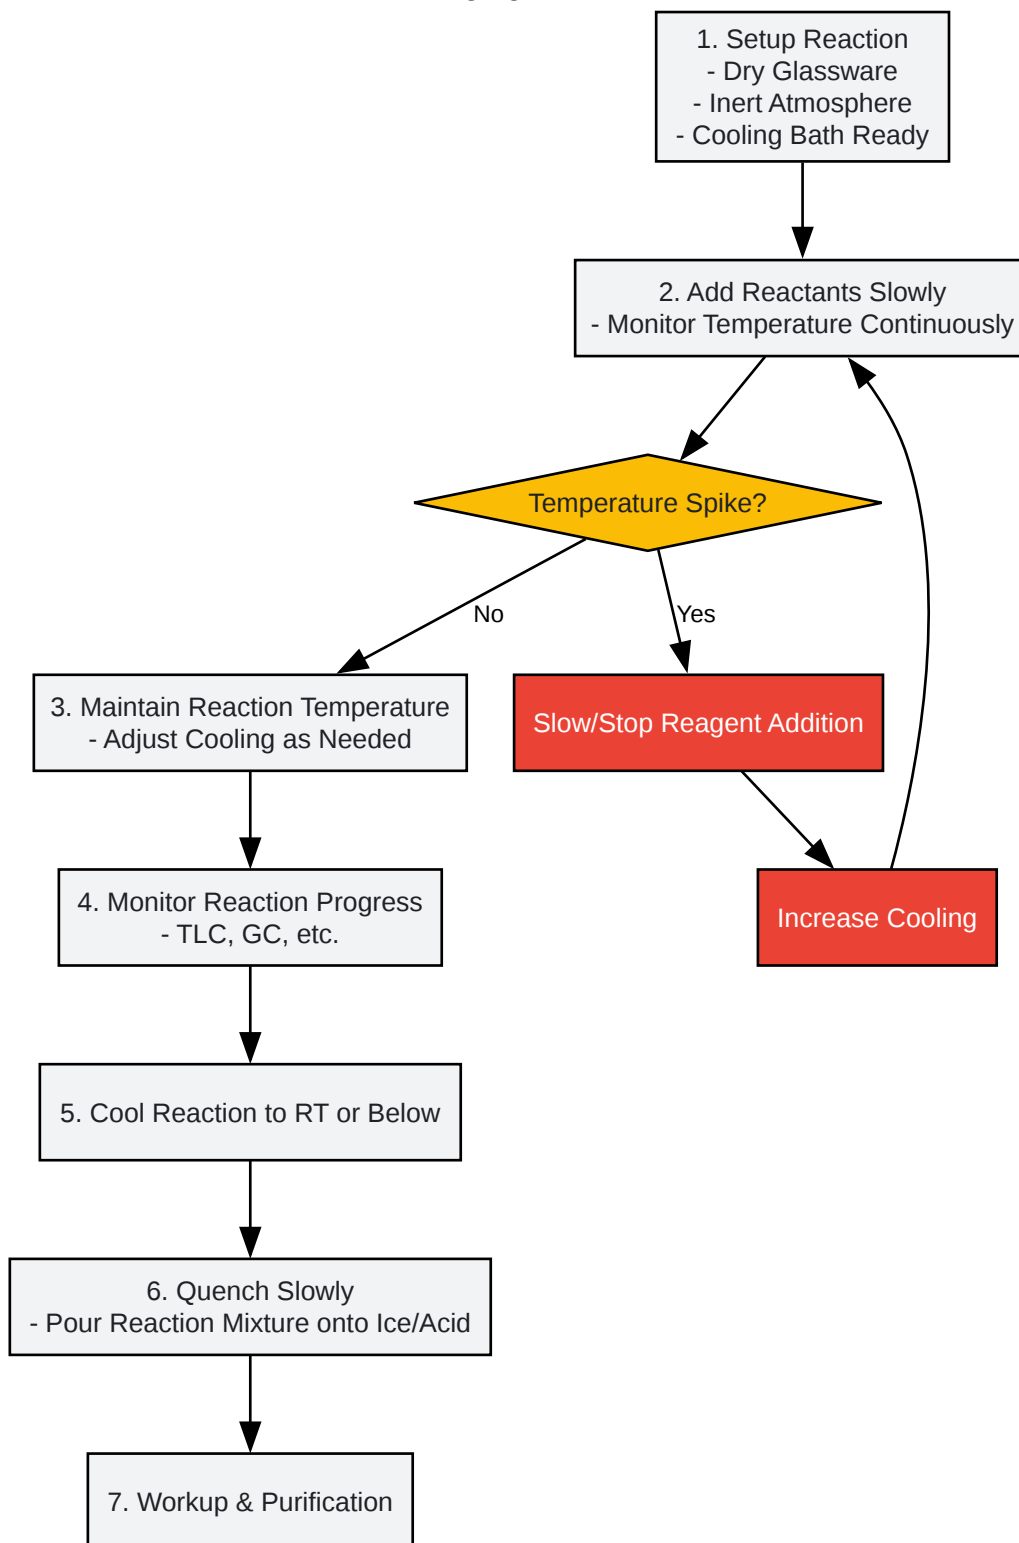 1. Setup Reaction
- Dry Glassware
- Inert Atmosphere
- Cooling Bath Ready
2. Add Reactants Slowly
- Monitor Temperature Continuously
Temperature Spike?
No
Yes
3. Maintain Reaction Temperature
- Adjust Cooling as Needed
Slow/Stop Reagent Addition
4. Monitor Reaction Progress
- TLC, GC, etc.
Increase Cooling
5. Cool Reaction to RT or Below
6. Quench Slowly
- Pour Reaction Mixture onto Ice/Acid
7. Workup & Purification